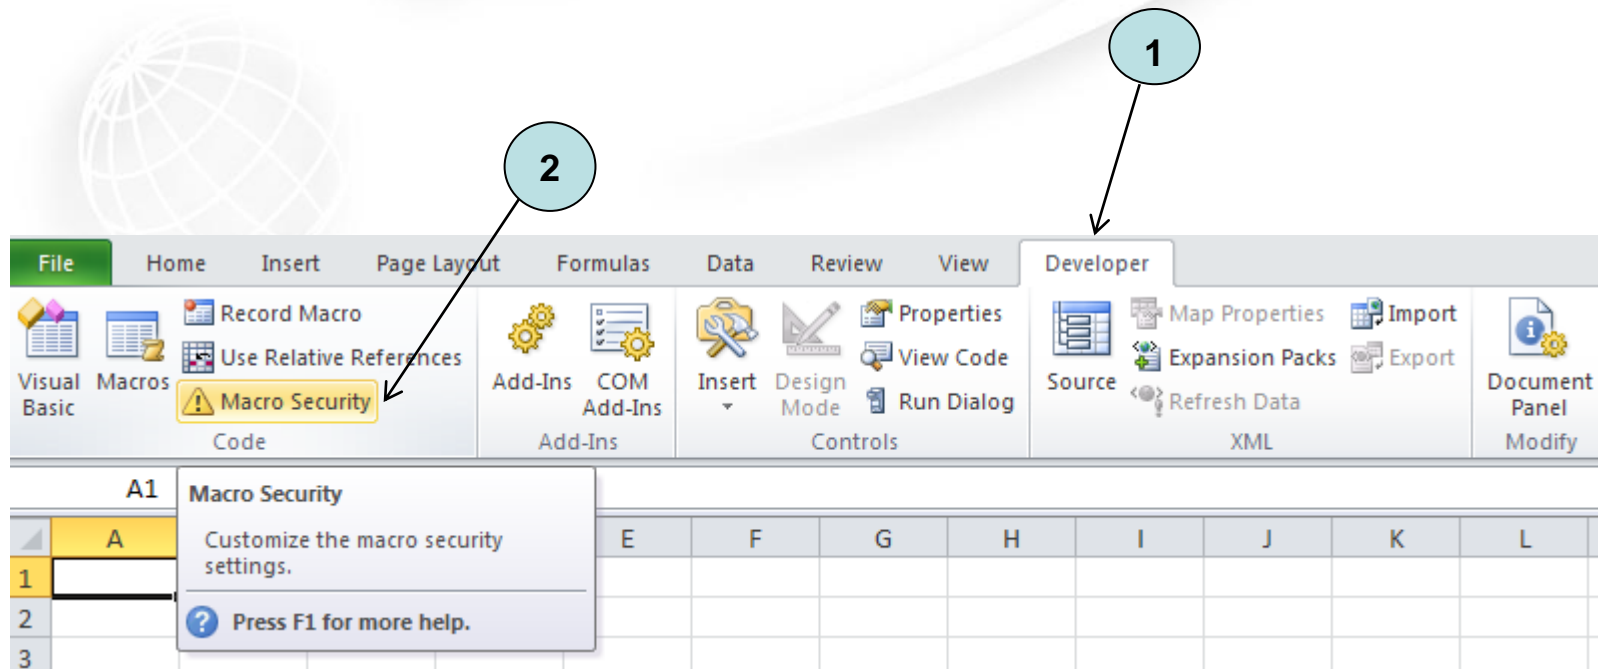 1
2
File Home Insert Page Layout Formulas Data Review View Developer
Visual Basic
Macros
Record Macro
Use Relative References
Macro Security
Code
Add-Ins
COM Add-Ins
Add-Ins
Insert
Design Mode
Properties
View Code
Run Dialog
Controls
Source
Map Properties
Expansion Packs
Refresh Data
Import
Export
XML
Document Panel
Modify
A1
Macro Security
Customize the macro security
settings.
Press F1 for more help.
A E F G H I J K L
1
2
3